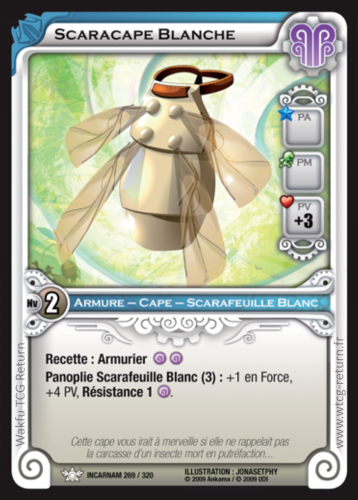 Scaracape Blanche
PA
PM
PV
+3
Nv 2
Armure – Cape – Scarafeuille Blanc
Recette : Armurier
Panoplie Scarafeuille Blanc (3) : +1 en Force,
+4 PV, Résistance 1 .
Cette cape vous irait à merveille si elle ne rappelait pas
la carcasse d'un insecte mort en putréfaction...
INCARNAM 269 / 320
ILLUSTRATION : JONASETPHY
© 2009 Ankama / © 2009 UDI
Wakfu TCG Return
www.wtcg-return.fr